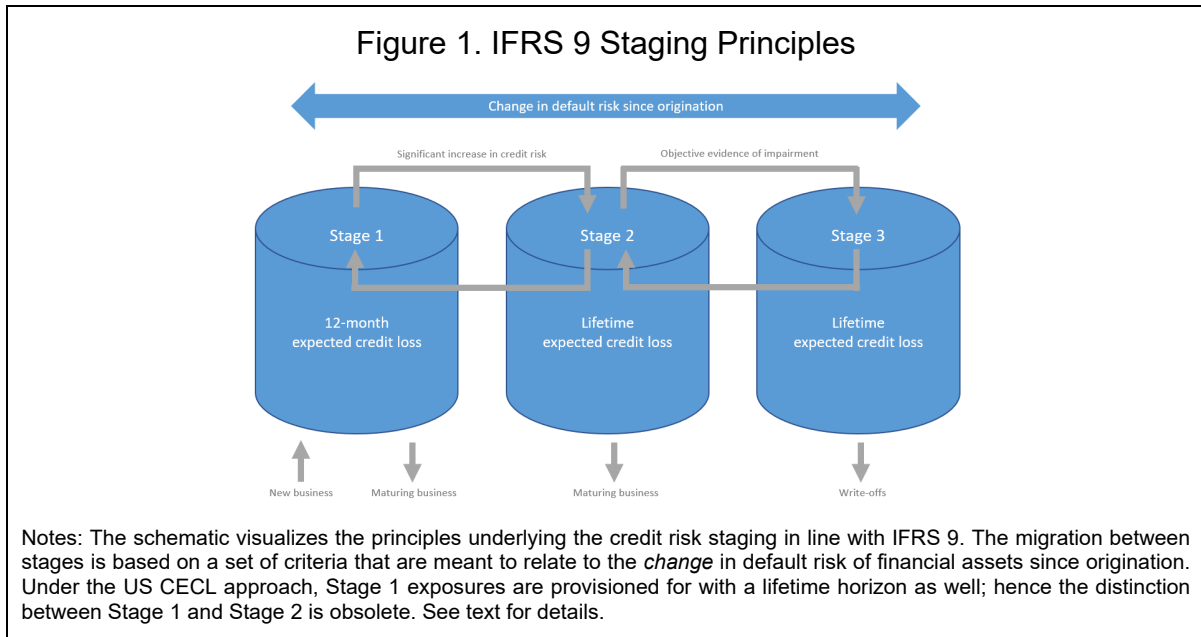 Figure 1. IFRS 9 Staging Principles
Change in default risk since origination
Significant increase in credit risk
Objective evidence of impairment
Stage 1
Stage 2
Stage 3
12-month
expected credit loss
Lifetime
expected credit loss
Lifetime
expected credit loss
New business
Maturing business
Maturing business
Write-offs
Notes: The schematic visualizes the principles underlying the credit risk staging in line with IFRS 9. The migration between
stages is based on a set of criteria that are meant to relate to the change in default risk of financial assets since origination.
Under the US CECL approach, Stage 1 exposures are provisioned for with a lifetime horizon as well; hence the distinction
between Stage 1 and Stage 2 is obsolete. See text for details.